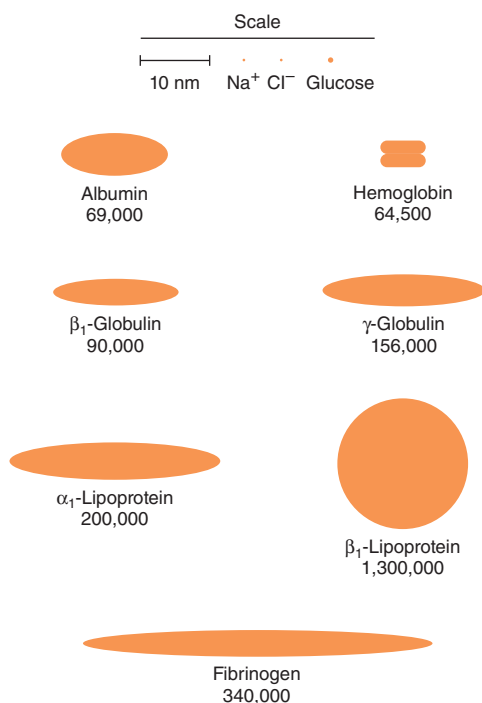 Scale
10 nm Na⁺ Cl⁻ Glucose
Albumin
69,000
Hemoglobin
64,500
β₁-Globulin
90,000
γ-Globulin
156,000
α₁-Lipoprotein
200,000
β₁-Lipoprotein
1,300,000
Fibrinogen
340,000